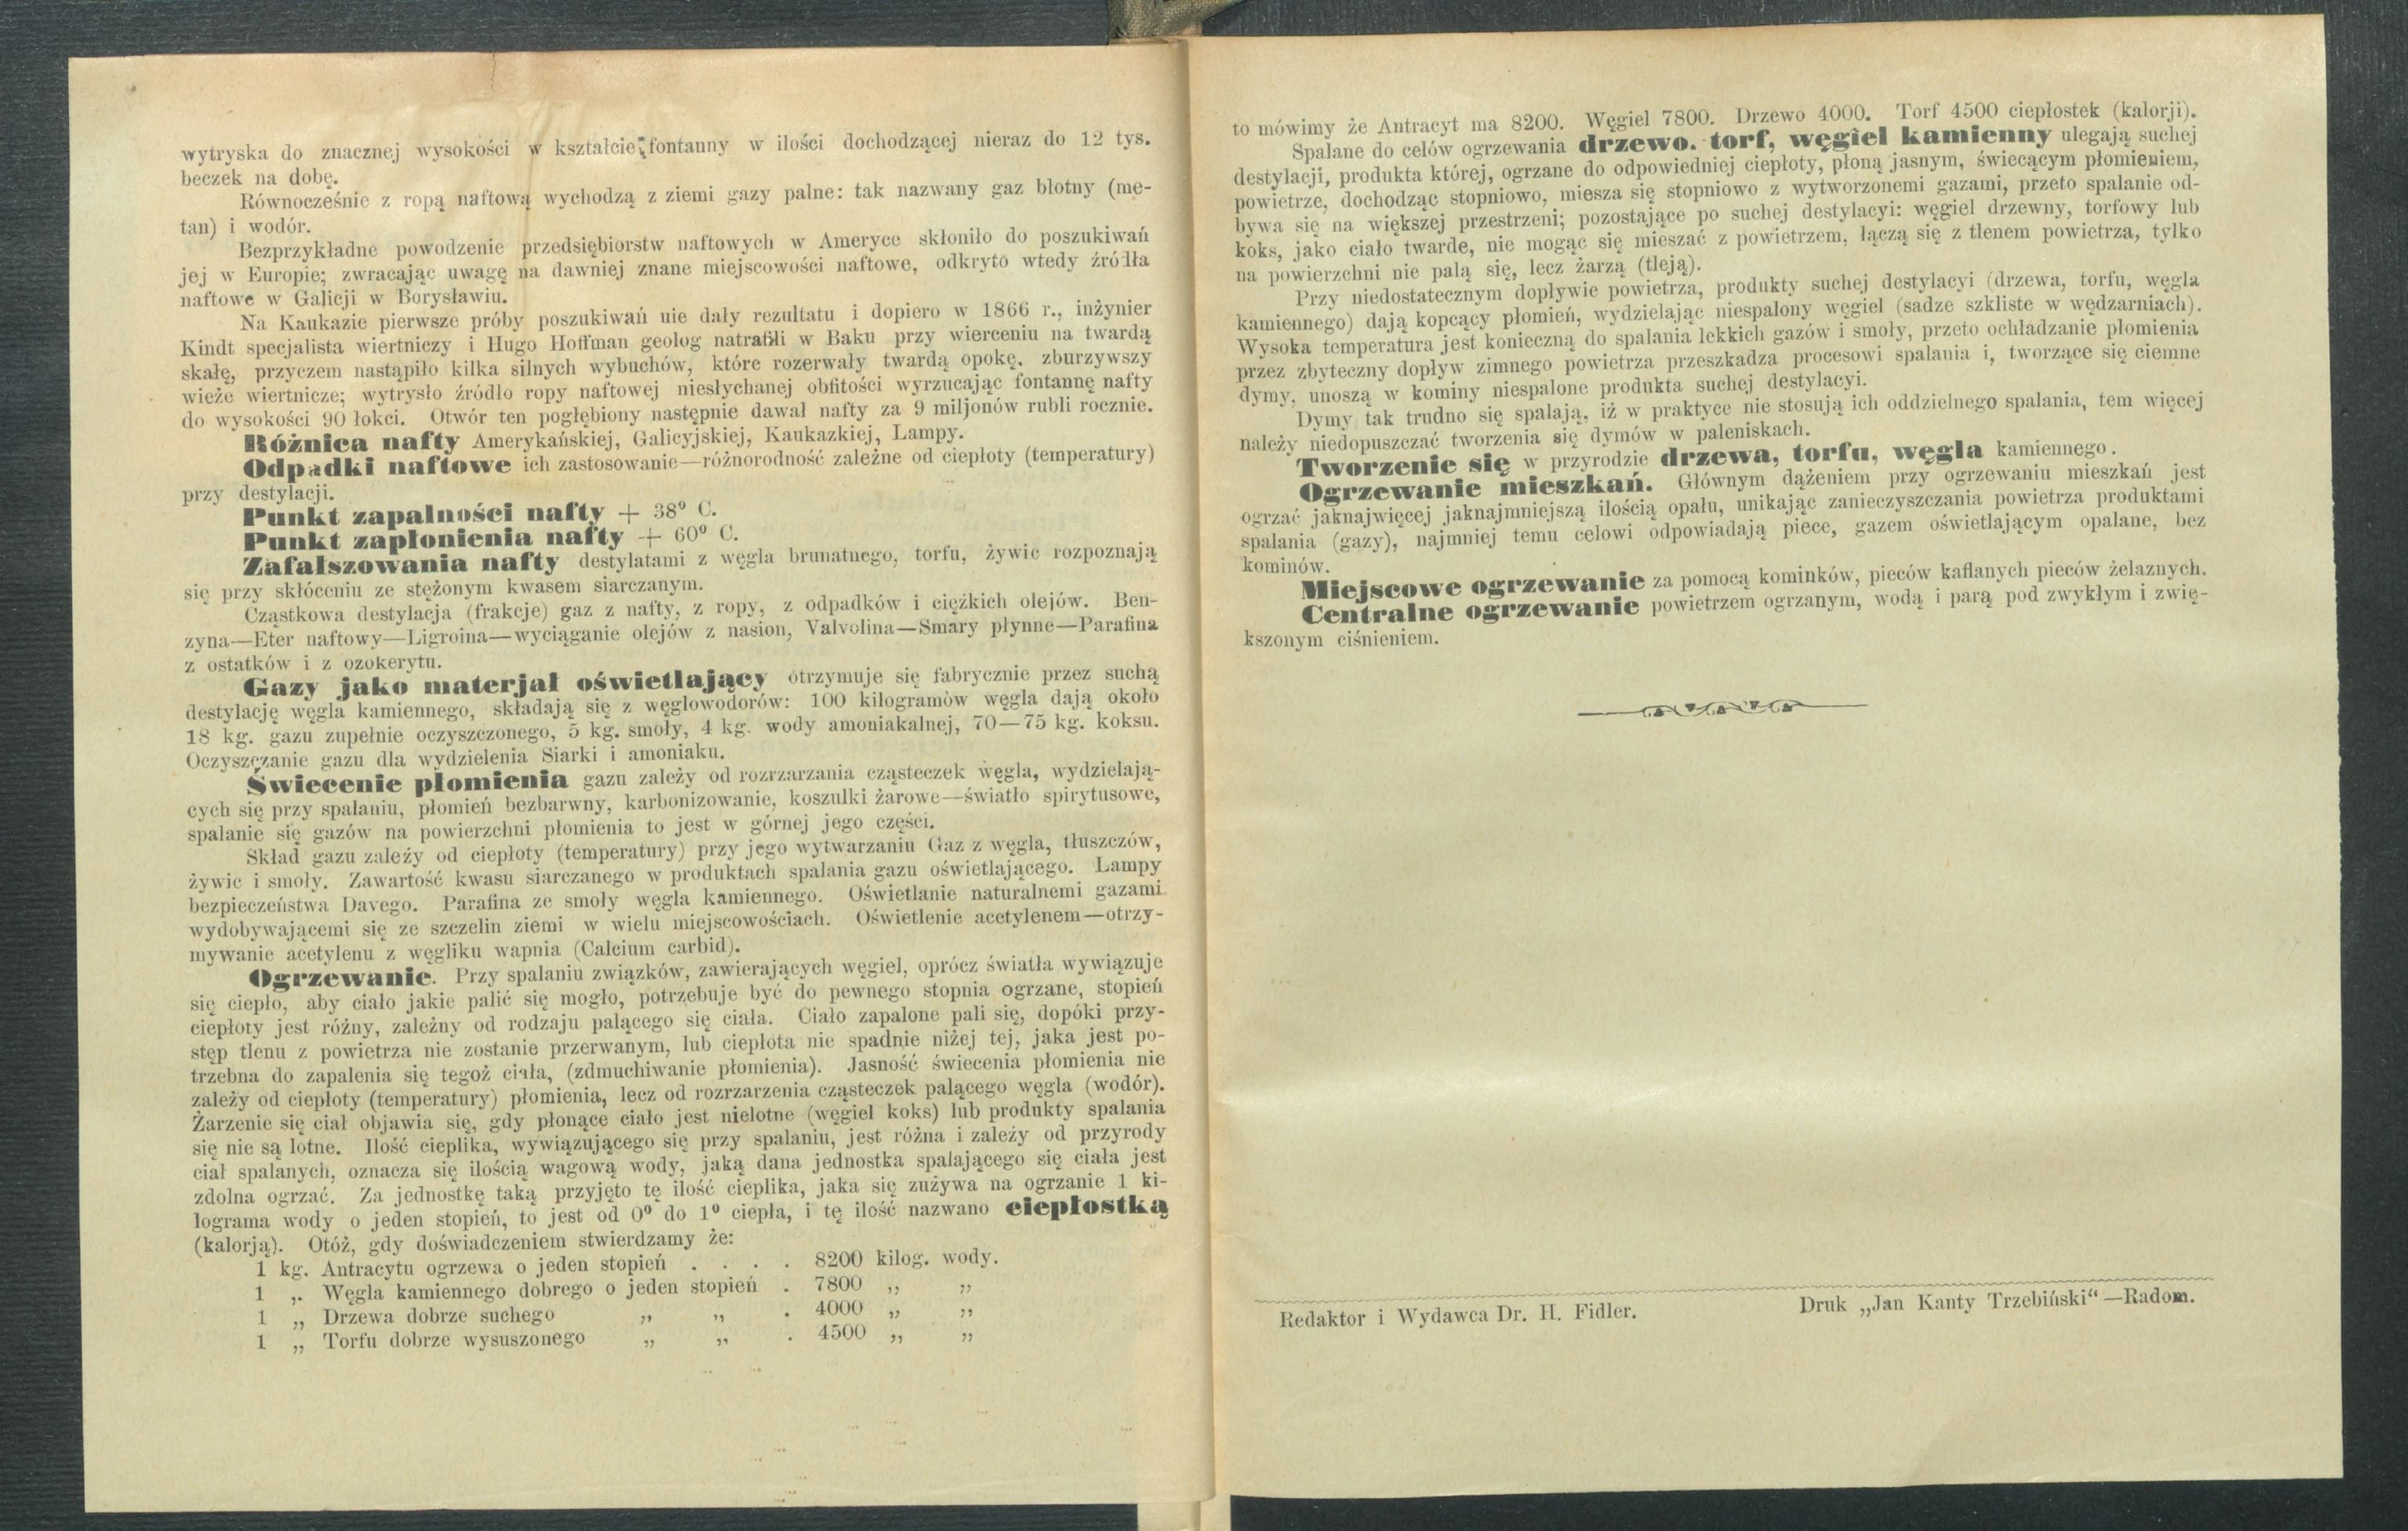 wytryska do znacznej wysokości w kształcie fontanny w ilości dochodzącej nieraz do 12 tys.
beczek na dobę.
Równocześnie z ropą naftową wychodzą z ziemi gazy palne: tak nazwany gaz błotny (me-
tan) i wodór.
Bezprzykładne powodzenie przedsiębiorstw naftowych w Ameryce skłoniło do poszukiwań
jej w Europie; zwracając uwagę na dawniej znane miejscowości naftowe, odkryto wtedy źródła
naftowe w Galicji w Borysławiu.
Na Kaukazie pierwsze próby poszukiwań nie dały rezultatu i dopiero w 1866 r., inżynier
Kindt specjalista wiertniczy i Hugo Hoffman geolog natrafili w Baku przy wierceniu na twardą
skałę, przyczem nastąpiło kilka silnych wybuchów, które rozerwały twardą opokę, zburzywszy
wieże wiertnicze; wytrysło źródło ropy naftowej niesłychanej obfitości wyrzucając fontannę nafty
do wysokości 90 łokci. Otwór ten pogłębiony następnie dawał nafty za 9 miljonów rubli rocznie.
Różnica nafty Amerykańskiej, Galicyjskiej, Kaukazkiej, Lampy.
Odpadki naftowe ich zastosowanie—różnorodność zależne od ciepłoty (temperatury)
przy destylacji.
Punkt zapalności nafty + 38⁰ C.
Punkt zapłonienia nafty + 60⁰ C.
Zafałszowania nafty destylatami z węgla brunatnego, torfu, żywic rozpoznają
się przy skłóceniu ze stężonym kwasem siarczanym.
Cząstkowa destylacja (frakcje) gaz z nafty, z ropy, z odpadków i ciężkich olejów. Ben-
zyna—Eter naftowy—Ligroina—wyciąganie olejów z nasion, Valvolina—Smary płynne—Parafina
z ostatków i z ozokerytu.
Gazy jako materjał oświetlający otrzymuje się fabrycznie przez suchą
destylację węgla kamiennego, składają się z węglowodorów: 100 kilogramów węgla dają około
18 kg. gazu zupełnie oczyszczonego, 5 kg. smoły, 4 kg. wody amoniakalnej, 70—75 kg. koksu.
Oczyszczanie gazu dla wydzielenia Siarki i amoniaku.
Świecenie płomienia gazu zależy od rozrzarzania cząsteczek węgla, wydzielają-
cych się przy spalaniu, płomień bezbarwny, karbonizowanie, koszulki żarowe—światło spirytusowe,
spalanie się gazów na powierzchni płomienia to jest w górnej jego części.
Skład gazu zależy od ciepłoty (temperatury) przy jego wytwarzaniu Gaz z węgla, tłuszczów,
żywic i smoły. Zawartość kwasu siarczanego w produktach spalania gazu oświetlającego. Lampy
bezpieczeństwa Davego. Parafina ze smoły węgla kamiennego. Oświetlanie naturalnemi gazami
wydobywającemi się ze szczelin ziemi w wielu miejscowościach. Oświetlenie acetylenem—otrzy-
mywanie acetylenu z węgliku wapnia (Calcium carbid).
Ogrzewanie. Przy spalaniu związków, zawierających węgiel, oprócz światła wywiązuje
się ciepło, aby ciało jakie palić się mogło, potrzebuje być do pewnego stopnia ogrzane, stopień
ciepłoty jest różny, zależny od rodzaju palącego się ciała. Ciało zapalone pali się, dopóki przy-
stęp tlenu z powietrza nie zostanie przerwanym, lub ciepłota nie spadnie niżej tej, jaka jest po-
trzebna do zapalenia się tegoż ciała, (zdmuchiwanie płomienia). Jasność świecenia płomienia nie
zależy od ciepłoty (temperatury) płomienia, lecz od rozrzarzenia cząsteczek palącego węgla (wodór).
Żarzenie się ciał objawia się, gdy płonące ciało jest nielotne (węgiel koks) lub produkty spalania
się nie są lotne. Ilość cieplika, wywiązującego się przy spalaniu, jest różna i zależy od przyrody
ciał spalanych, oznacza się ilością wagową wody, jaką dana jednostka spalającego się ciała jest
zdolna ogrzać. Za jednostkę taką przyjęto tę ilość cieplika, jaka się zużywa na ogrzanie 1 ki-
lograma wody o jeden stopień, to jest od 0⁰ do 1⁰ ciepła, i tę ilość nazwano ciepłostką
(kalorją). Otóż, gdy doświadczeniem stwierdzamy że:
1 kg. Antracytu ogrzewa o jeden stopień . . . . 8200 kilog. wody.
1 „. Węgla kamiennego dobrego o jeden stopień . 7800 „ „
1 „ Drzewa dobrze suchego „ „ . 4000 „ „
1 „ Torfu dobrze wysuszonego „ „ . 4500 „ „
to mówimy że Antracyt ma 8200. Węgiel 7800. Drzewo 4000. Torf 4500 ciepłostek (kalorji).
Spalane do celów ogrzewania drzewo. torf, węgiel kamienny ulegają suchej
destylacji, produkta której, ogrzane do odpowiedniej ciepłoty, płoną jasnym, świecącym płomieniem,
powietrze, dochodząc stopniowo, miesza się stopniowo z wytworzonemi gazami, przeto spalanie od-
bywa się na większej przestrzeni; pozostające po suchej destylacyi: węgiel drzewny, torfowy lub
koks, jako ciało twarde, nie mogąc się mieszać z powietrzem, łączą się z tlenem powietrza, tylko
na powierzchni nie palą się, lecz żarzą (tleją).
Przy niedostatecznym dopływie powietrza, produkty suchej destylacyi (drzewa, torfu, węgla
kamiennego) dają kopcący płomień, wydzielając niespalony węgiel (sadze szkliste w wędzarniach).
Wysoka temperatura jest konieczną do spalania lekkich gazów i smoły, przeto ochładzanie płomienia
przez zbyteczny dopływ zimnego powietrza przeszkadza procesowi spalania i, tworzące się ciemne
dymy, unoszą w kominy niespalone produkta suchej destylacyi.
Dymy tak trudno się spalają, iż w praktyce nie stosują ich oddzielnego spalania, tem więcej
należy niedopuszczać tworzenia się dymów w paleniskach.
Tworzenie się w przyrodzie drzewa, torfu, węgla kamiennego.
Ogrzewanie mieszkań. Głównym dążeniem przy ogrzewaniu mieszkań jest
ogrzać jaknajwięcej jaknajmniejszą ilością opału, unikając zanieczyszczania powietrza produktami
spalania (gazy), najmniej temu celowi odpowiadają piece, gazem oświetlającym opalane, bez
kominów.
Miejscowe ogrzewanie za pomocą kominków, pieców kaflanych pieców żelaznych.
Centralne ogrzewanie powietrzem ogrzanym, wodą i parą pod zwykłym i zwię-
kszonym ciśnieniem.
Redaktor i Wydawca Dr. H. Fidler.
Druk „Jan Kanty Trzebiński“—Radom.